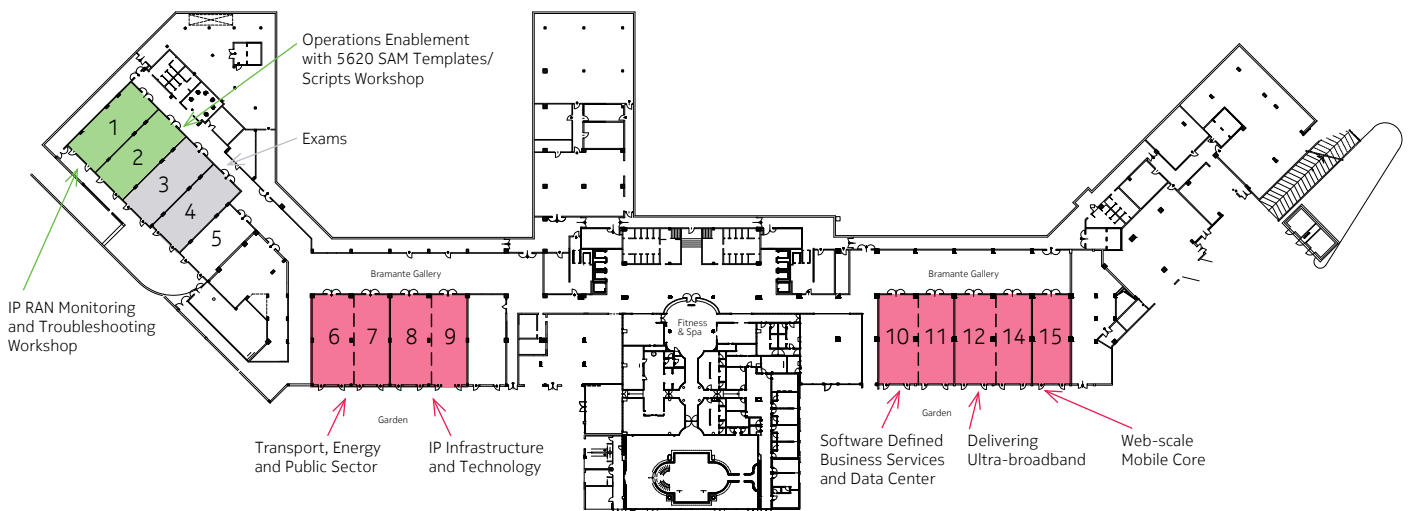 Operations Enablement
with 5620 SAM Templates/
Scripts Workshop
Exams
1
2
3
4
5
IP RAN Monitoring
and Troubleshooting
Workshop
Bramante Gallery
Bramante Gallery
6
7
8
9
Fitness
& Spa
10
11
12
14
15
Garden
Garden
Transport, Energy
and Public Sector
IP Infrastructure
and Technology
Software Defined
Business Services
and Data Center
Delivering
Ultra-broadband
Web-scale
Mobile Core